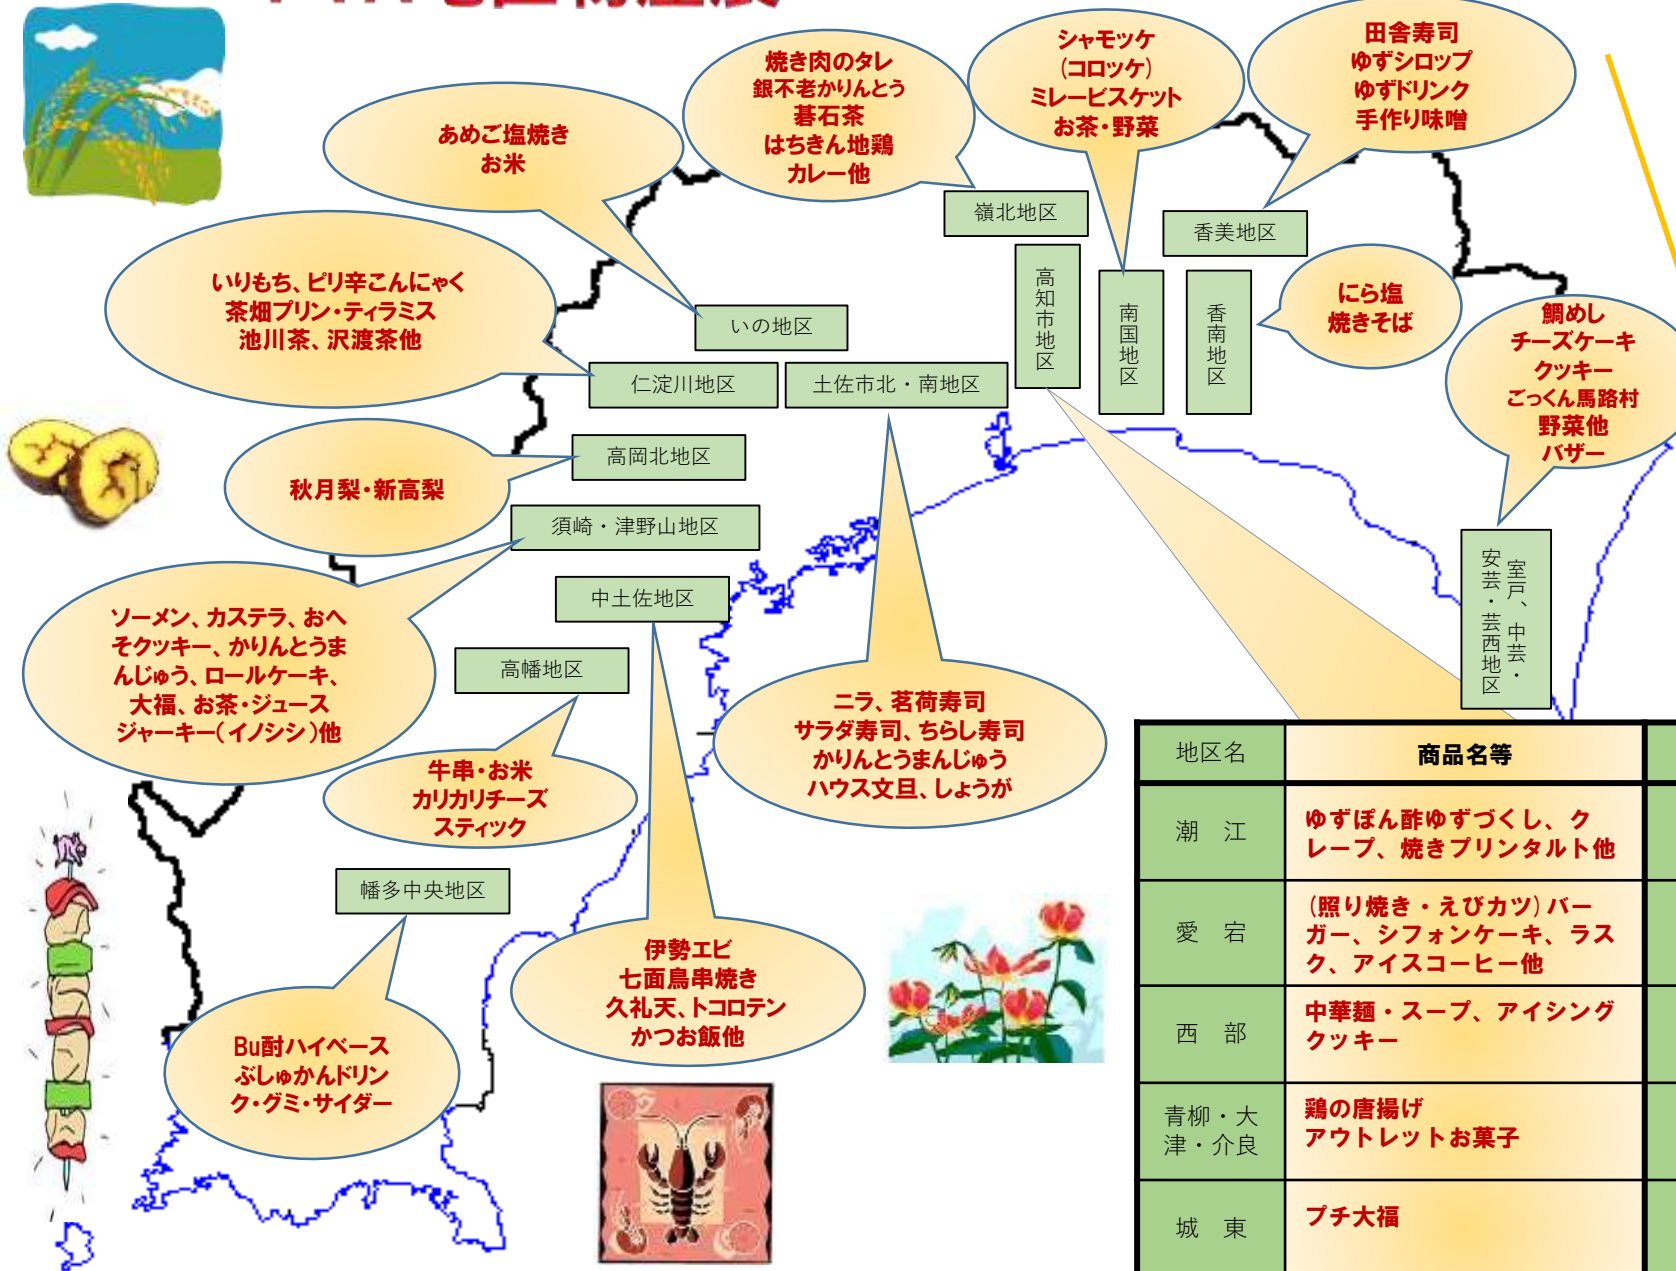 焼き肉のタレ
銀不老かりんとう
碁石茶
はちきん地鶏
カレー他
シャモッケ
(コロッケ)
ミレービスケット
お茶・野菜
田舎寿司
ゆずシロップ
ゆずドリンク
手作り味噌
あめご塩焼き
お米
嶺北地区
香美地区
いりもち、ピリ辛こんにゃく
茶畑プリン・ティラミス
池川茶、沢渡茶他
いの地区
高知市地区
南国地区
香南地区
にら塩
焼きそば
鯛めし
チーズケーキ
クッキー
ごっくん馬路村
野菜他
バザー
仁淀川地区
土佐市北・南地区
高岡北地区
秋月梨・新高梨
須崎・津野山地区
室戸、中芸・
安芸・芸西地区
中土佐地区
ソーメン、カステラ、おへ
そクッキー、かりんとうま
んじゅう、ロールケーキ、
大福、お茶・ジュース
ジャーキー(イノシシ)他
高幡地区
ニラ、茗荷寿司
サラダ寿司、ちらし寿司
かりんとうまんじゅう
ハウス文旦、しょうが
牛串・お米
カリカリチーズ
スティック
幡多中央地区
伊勢エビ
七面鳥串焼き
久礼天、トコロテン
かつお飯他
Bu酎ハイベース
ぶしゅかんドリン
ク・グミ・サイダー
地区名 商品名等
潮 江 ゆずぽん酢ゆずづくし、ク
レープ、焼きプリンタルト他
愛 宕 (照り焼き・えびカツ)バー
ガー、シフォンケーキ、ラス
ク、アイスコーヒー他
西 部 中華麺・スープ、アイシング
クッキー
青柳・大
津・介良
鶏の唐揚げ
アウトレットお菓子
城 東 プチ大福